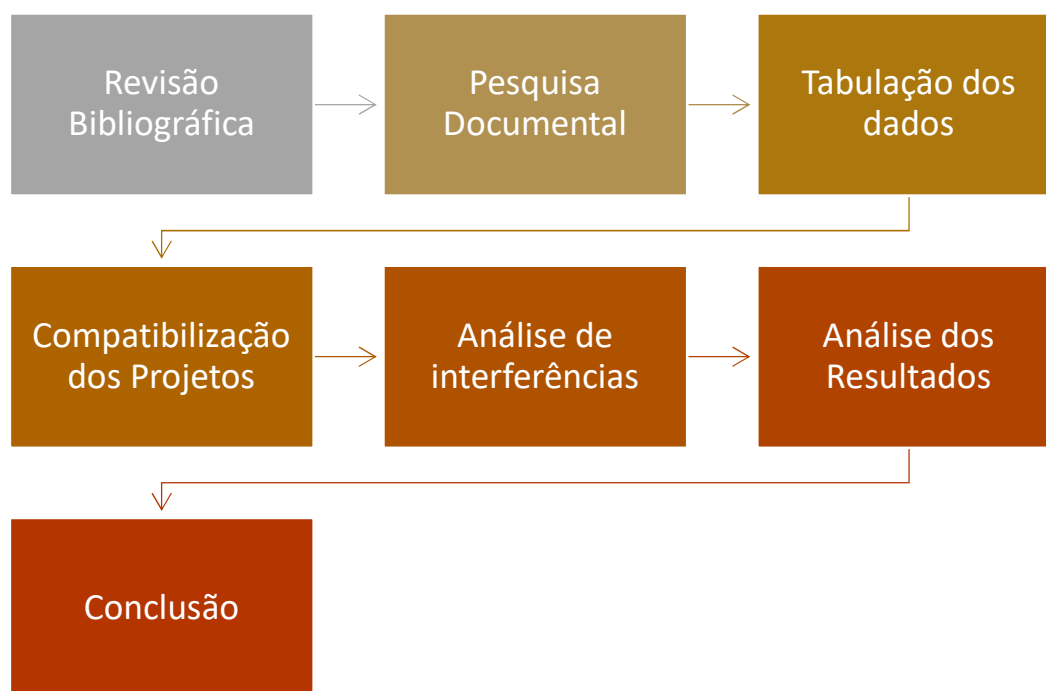 Revisão
Bibliográfica
Pesquisa
Documental
Tabulação dos
dados
Compatibilização
dos Projetos
Análise de
interferências
Análise dos
Resultados
Conclusão